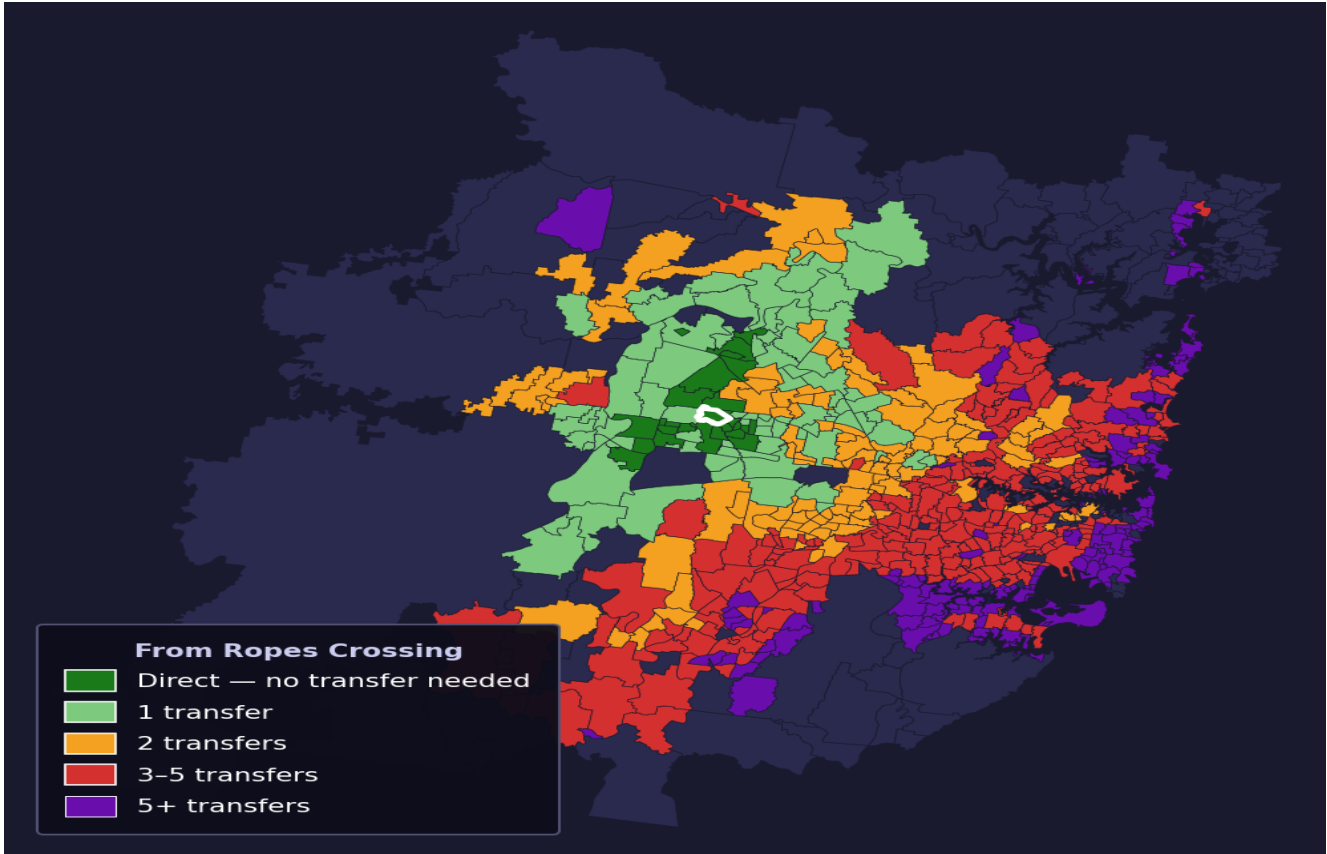 From Ropes Crossing
Direct — no transfer needed
1 transfer
2 transfers
3–5 transfers
5+ transfers